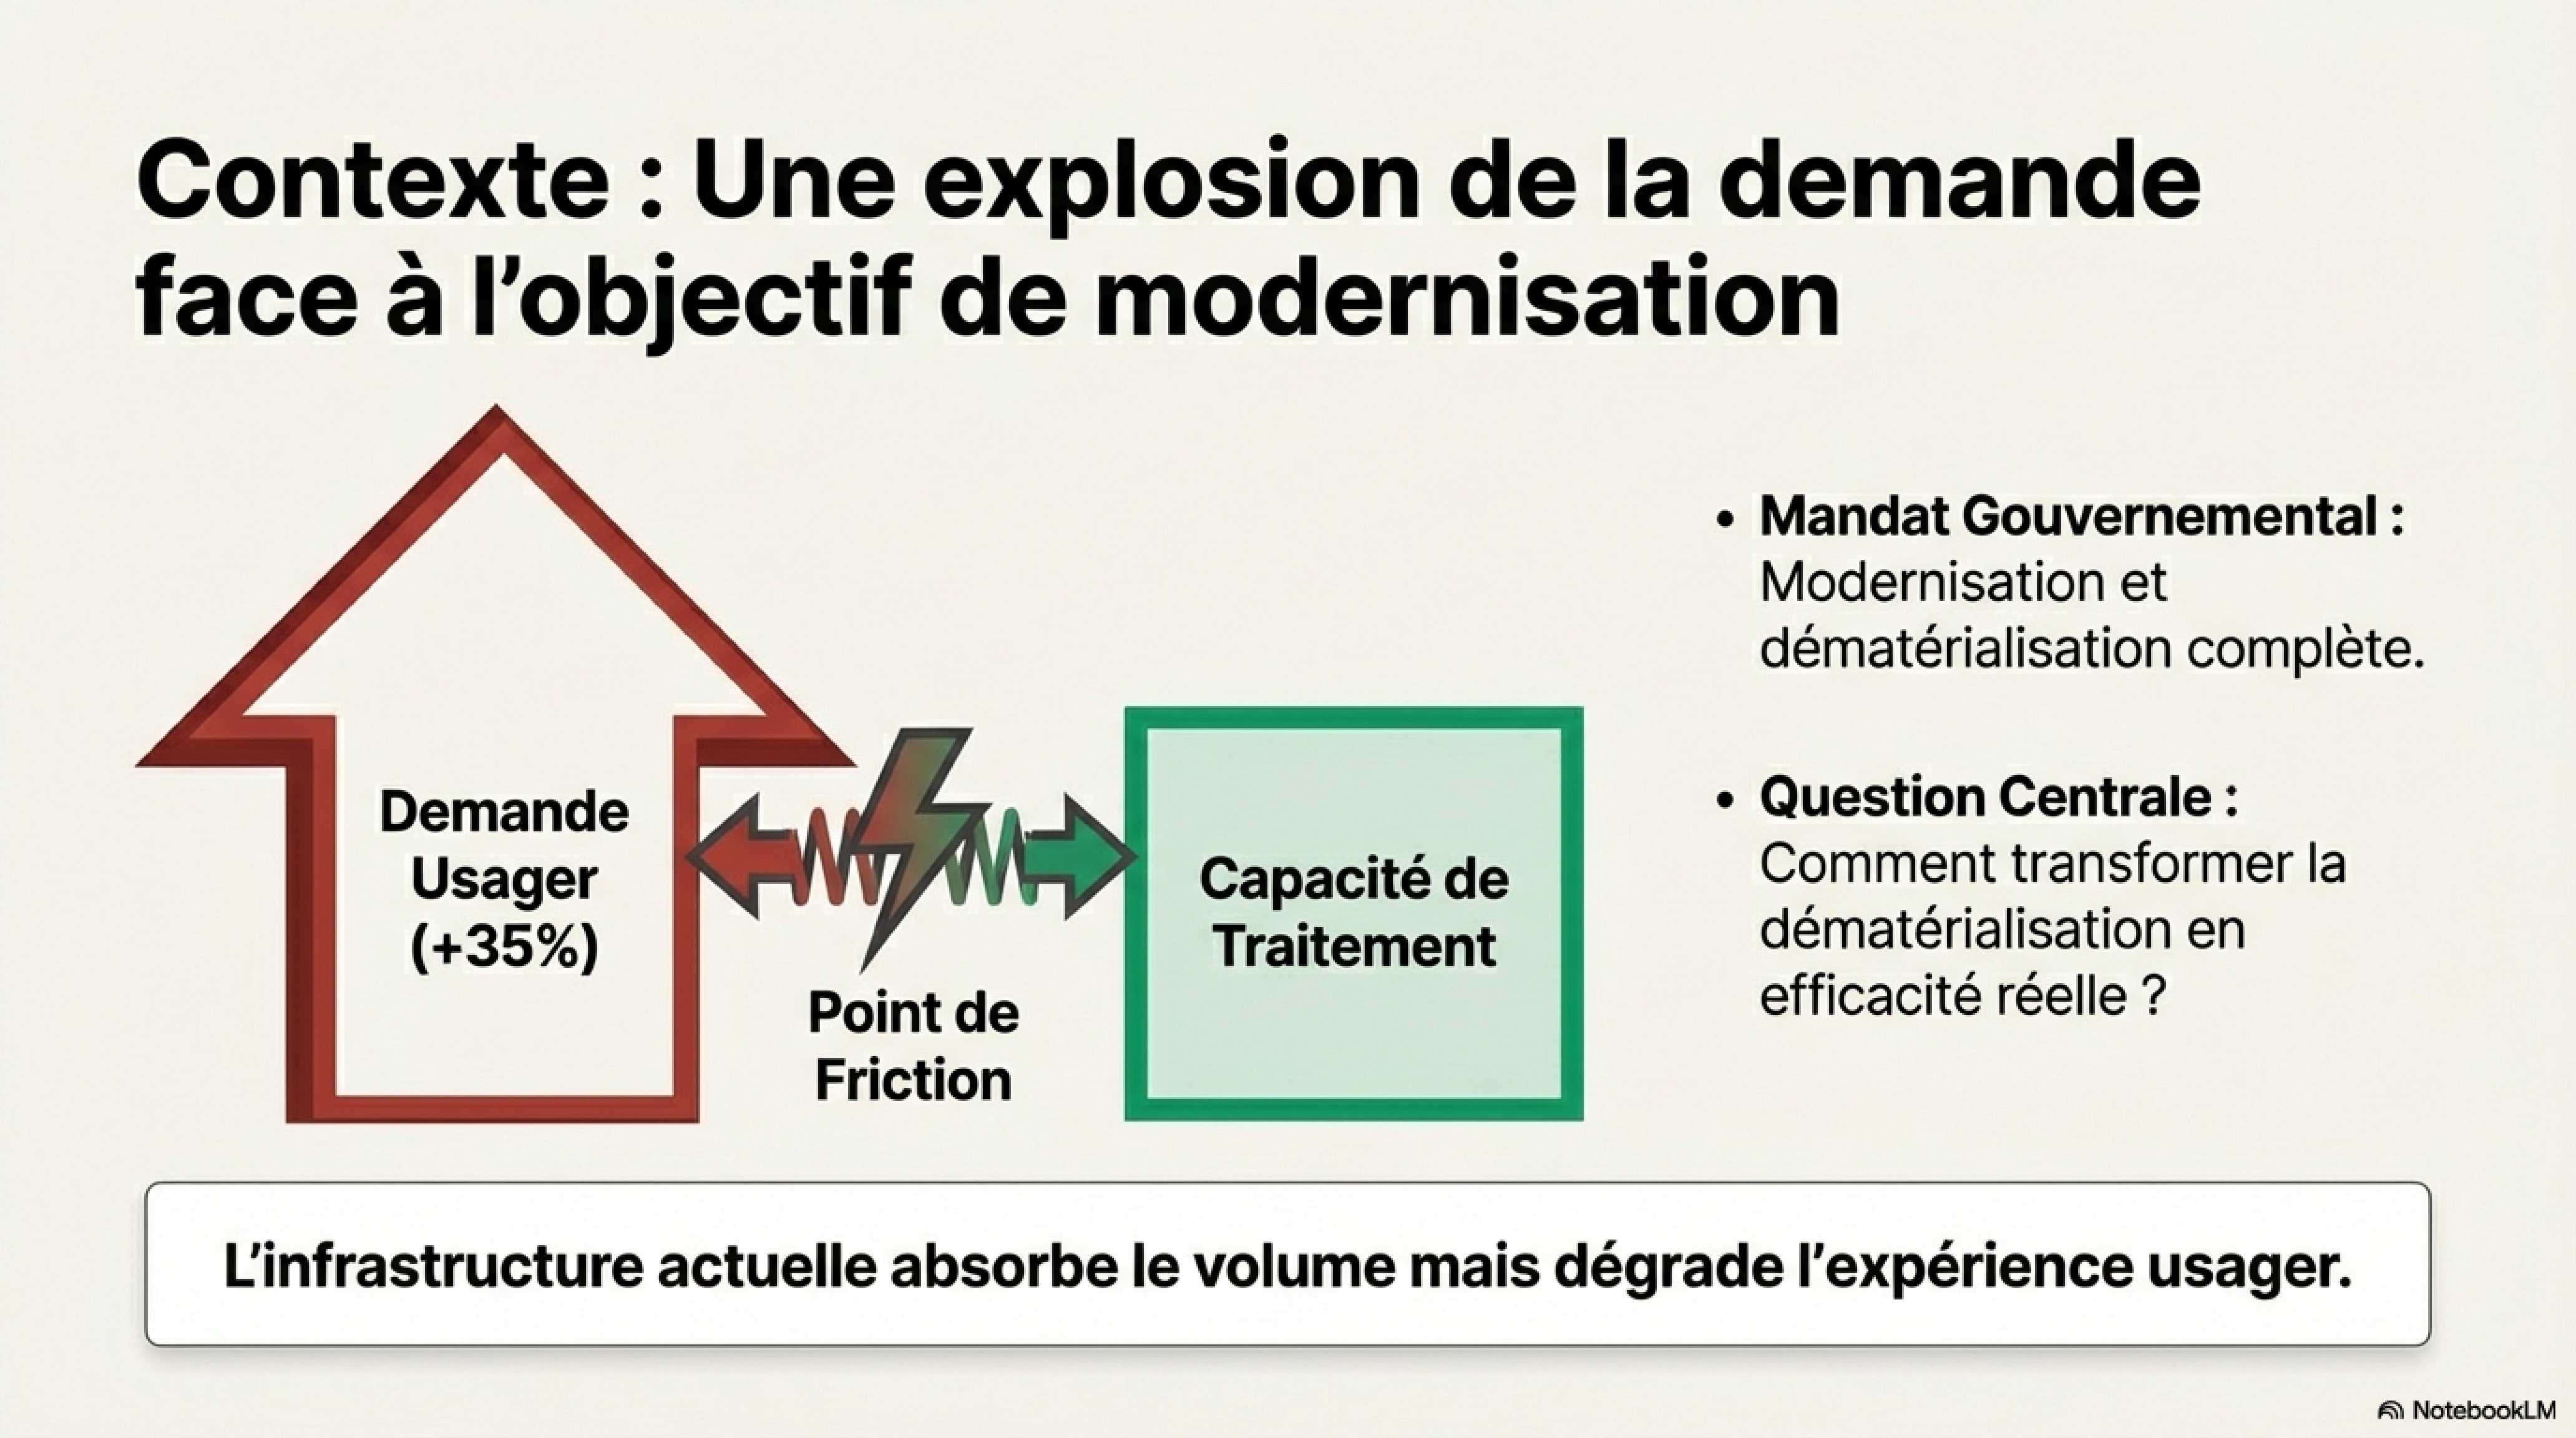 Contexte : Une explosion de la demande
face à l’objectif de modernisation
Demande
Usager
(+35%)
Point de
Friction
Capacité de
Traitement
• Mandat Gouvernemental :
Modernisation et
dématérialisation complète.
• Question Centrale :
Comment transformer la
dématérialisation en
efficacité réelle ?
L’infrastructure actuelle absorbe le volume mais dégrade l’expérience usager.
NotebookLM